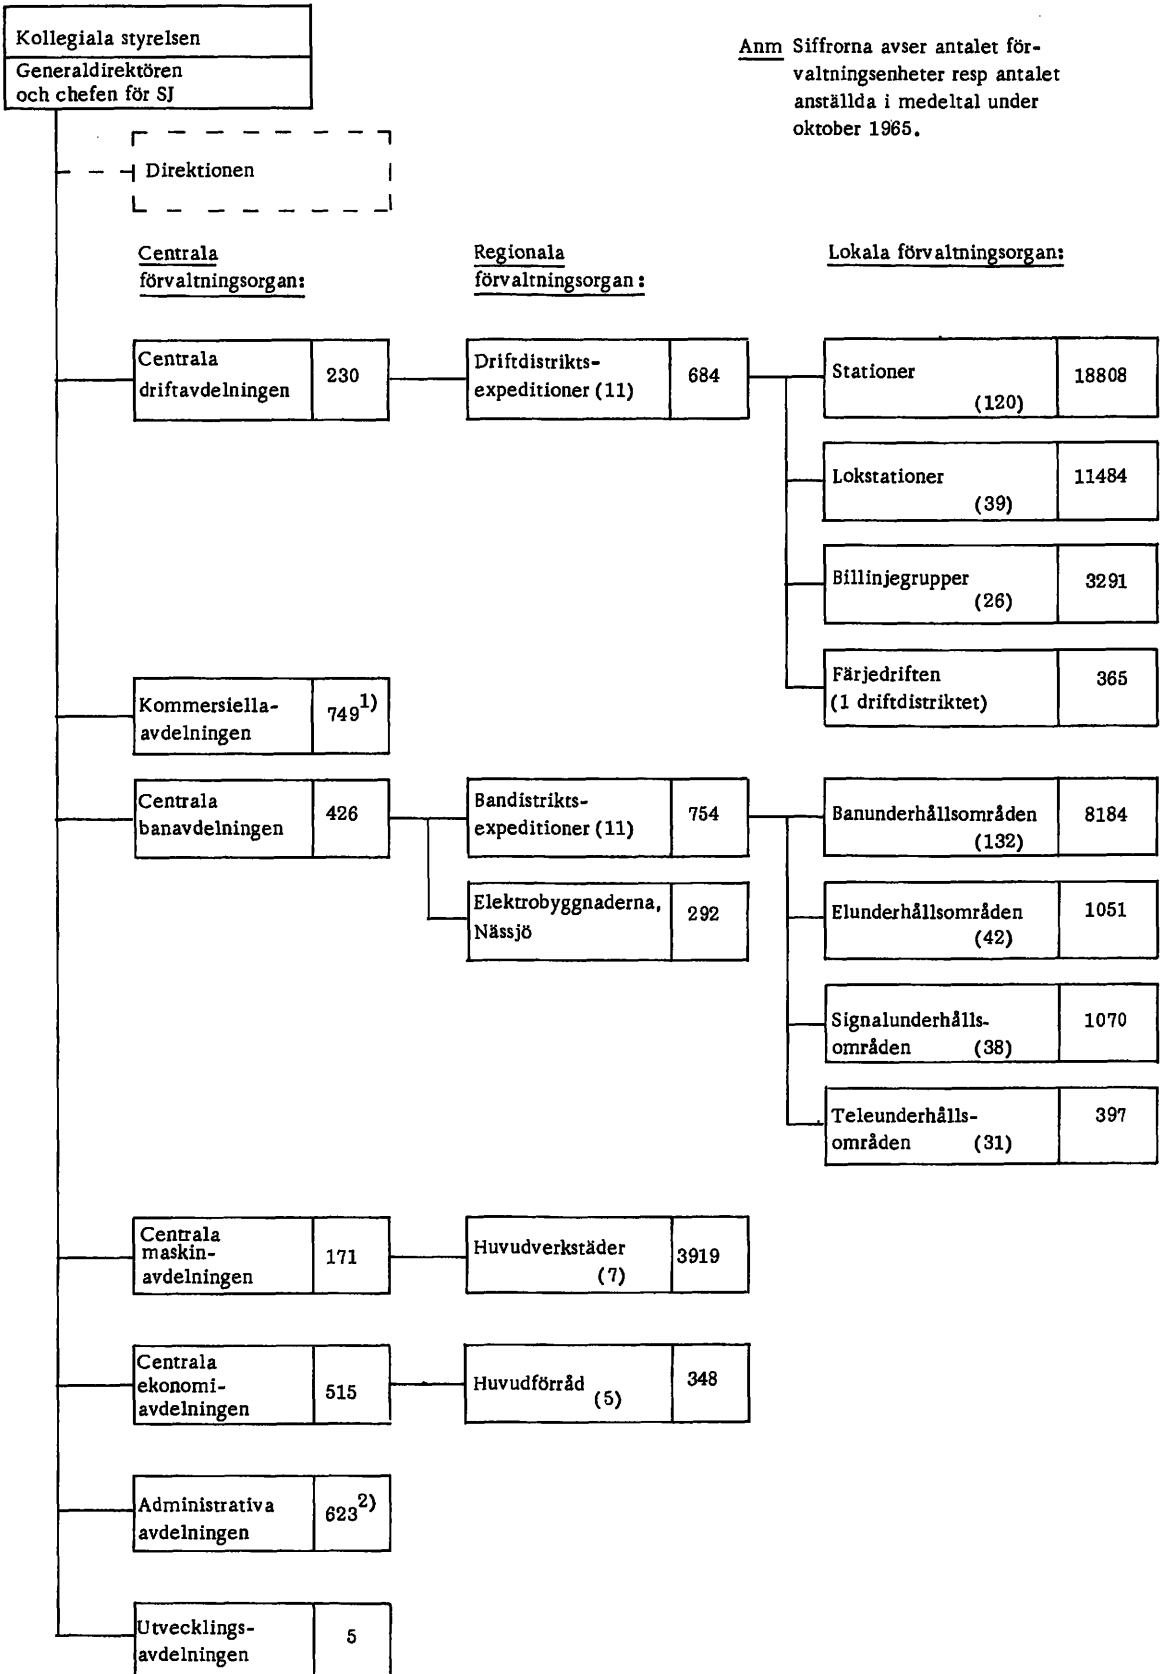 Kollegiala styrelsen
Generaldirektören
och chefen för SJ
Anm Siffrorna avser antalet för-
valtningsenheter resp antalet
anställda i medeltal under
oktober 1965.
Direktionen
Centrala
förvaltningsorgan:
Regionala
förvaltningsorgan:
Lokala förvaltningsorgan:
Centrala
driftavdelningen
230
Driftdistrikts-
expeditioner (11)
684
Stationer
(120)
18808
Lokstationer
(39)
11484
Billinjegrupper
(26)
3291
Färjedriften
(1 driftdistriktet)
365
Kommersiella-
avdelningen
749¹⁾
Centrala
banavdelningen
426
Bandistrikts-
expeditioner (11)
754
Banunderhållsområden
(132)
8184
Elektrobyggnaderna,
Nässjö
292
Elunderhållsområden
(42)
1051
Signalunderhålls-
områden (38)
1070
Teleunderhålls-
områden (31)
397
Centrala
maskin-
avdelningen
171
Huvudverkstäder
(7)
3919
Centrala
ekonomi-
avdelningen
515
Huvudförråd
(5)
348
Administrativa
avdelningen
623²⁾
Utvecklings-
avdelningen
5